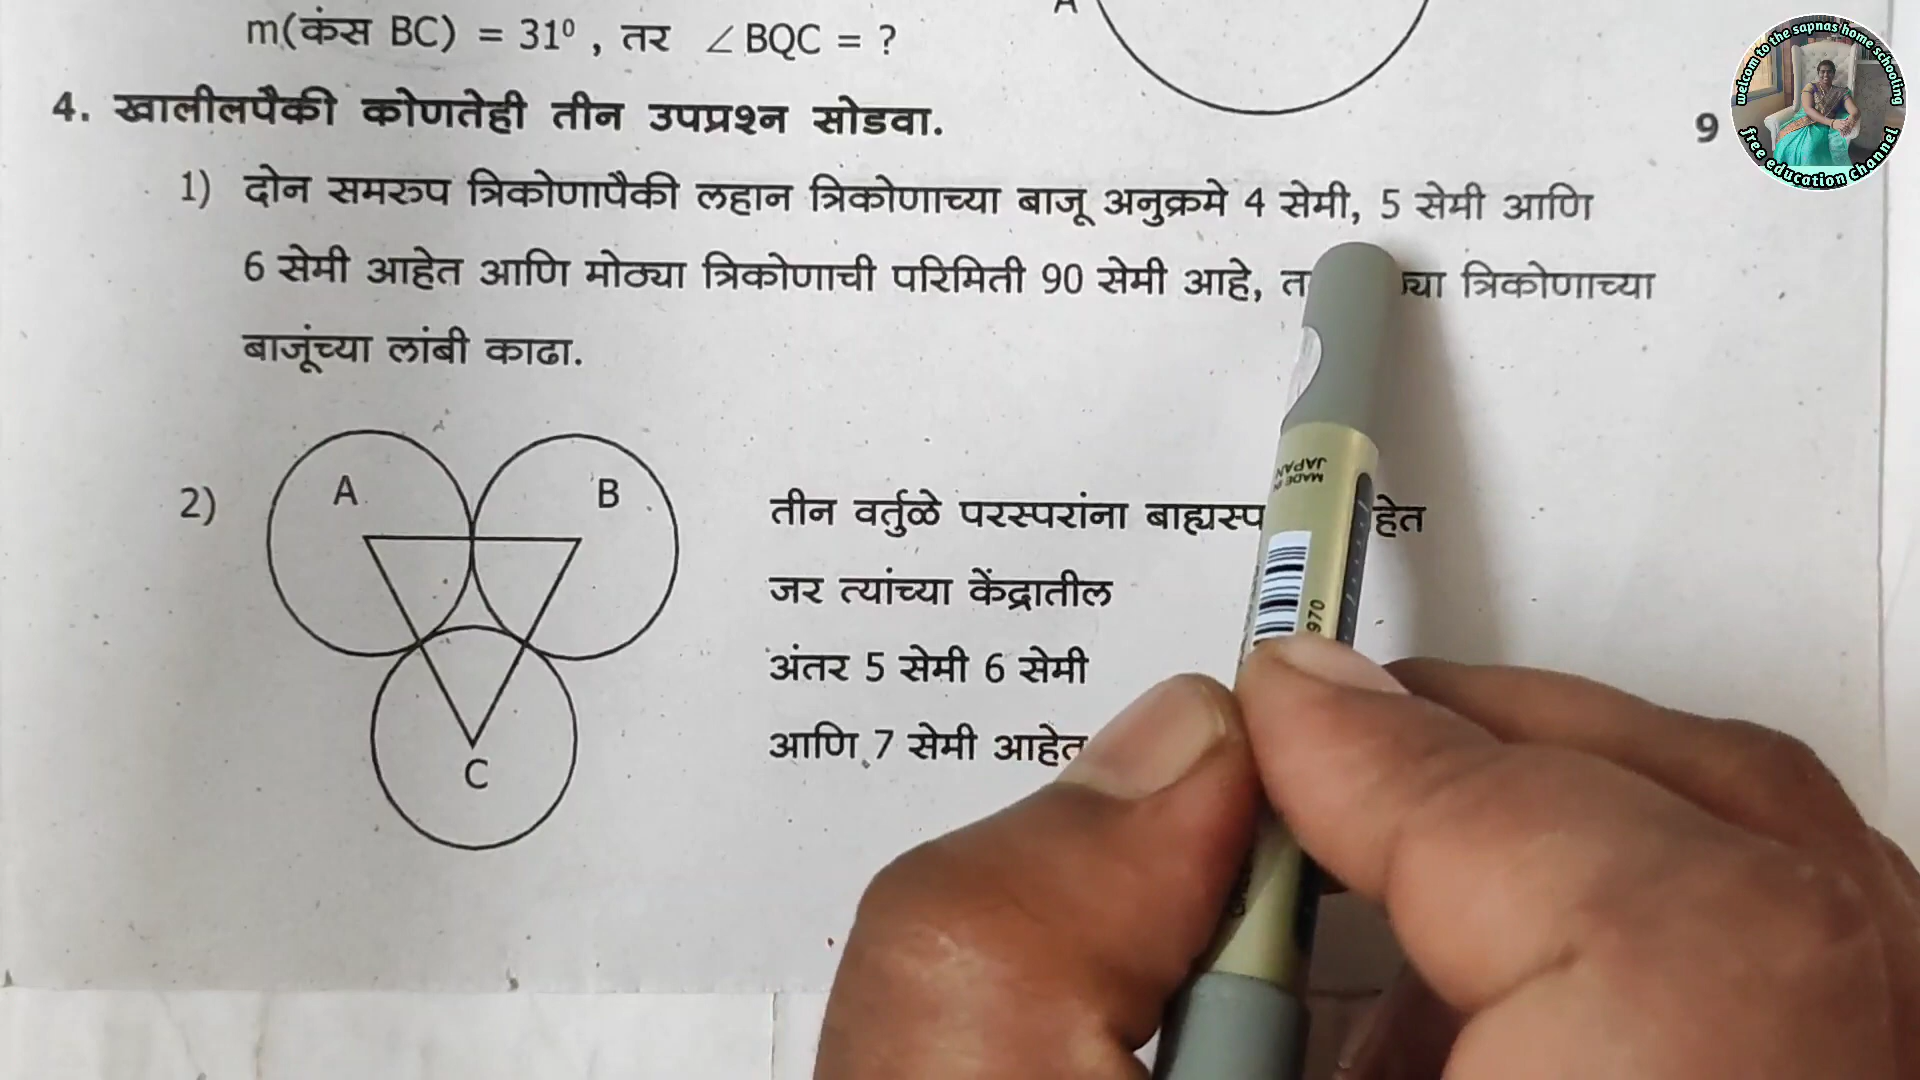 A
m(कंस BC) = 31⁰ , तर ∠BQC = ?
4. खालीलपैकी कोणतेही तीन उपप्रश्न सोडवा. 9
1) दोन समरुप त्रिकोणापैकी लहान त्रिकोणाच्या बाजू अनुक्रमे 4 सेमी, 5 सेमी आणि
6 सेमी आहेत आणि मोठ्या त्रिकोणाची परिमिती 90 सेमी आहे, त त्रिकोणाच्या
बाजूंच्या लांबी काढा.
2)
A B
C
तीन वर्तुळे परस्परांना
जर त्यांच्या केंद्रातील
अंतर 5 सेमी 6 सेमी
आणि 7 सेमी आहेत
MADE IN
JAPAN
970
welcom to the sapnas home schooling
free education channel